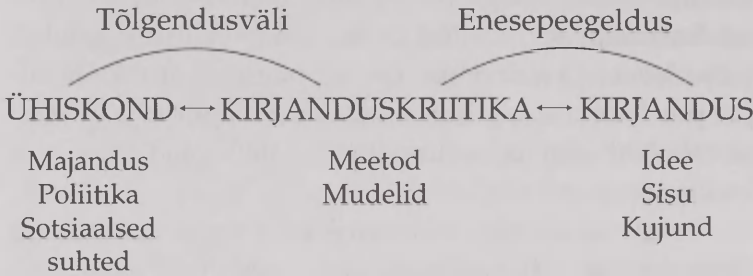 Tõlgendusväli Enesepeegeldus
ÜHISKOND ↔ KIRJANDUSKRIITIKA ↔ KIRJANDUS
Majandus Meetod Idee
Poliitika Mudelid Sisu
Sotsiaalsed Kujund
suhted